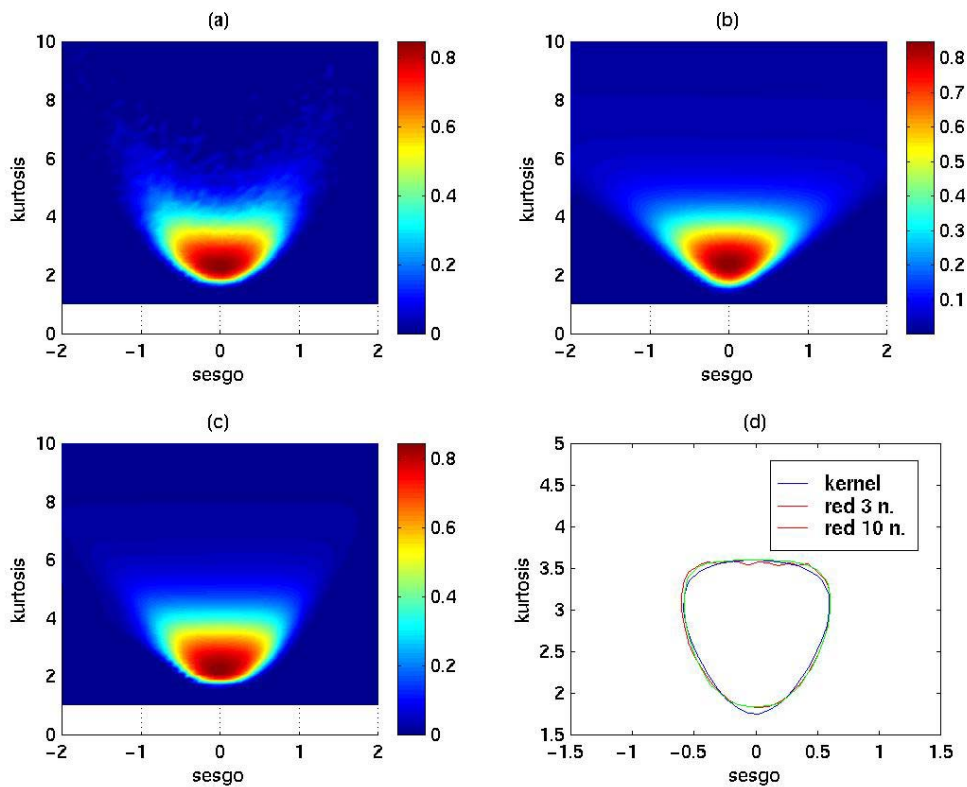 (a)
10
8
6
4
2
0
kurtosis
−2 −1 0 1 2
sesgo
0.8
0.6
0.4
0.2
0
(b)
10
8
6
4
2
0
kurtosis
−2 −1 0 1 2
sesgo
0.8
0.7
0.6
0.5
0.4
0.3
0.2
0.1
(c)
10
8
6
4
2
0
kurtosis
−2 −1 0 1 2
sesgo
0.8
0.6
0.4
0.2
0
(d)
5
4.5
4
3.5
3
2.5
2
1.5
kurtosis
kernel
red 3 n.
red 10 n.
−1.5 −1 −0.5 0 0.5 1 1.5
sesgo